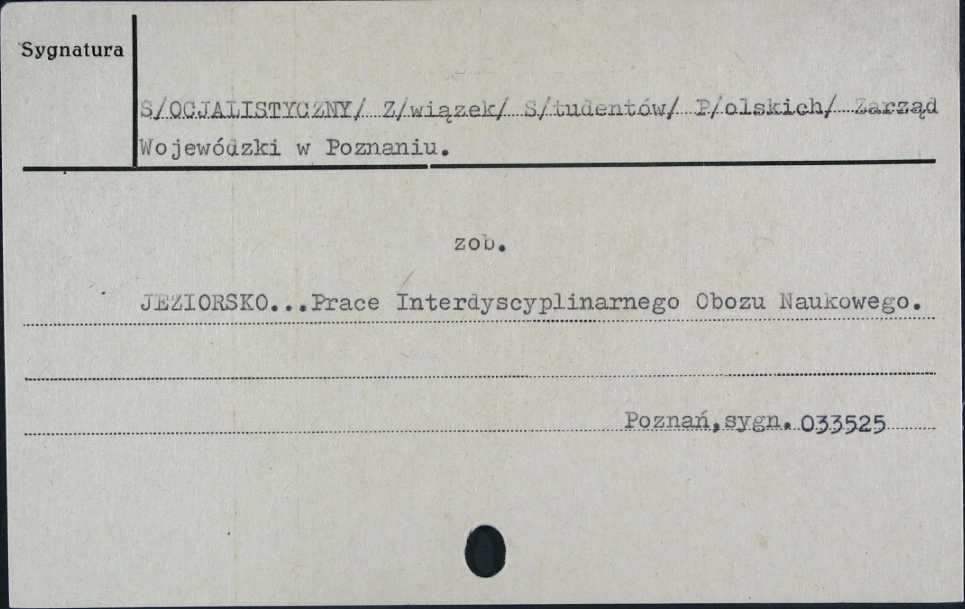 Sygnatura
S/OCJALISTYCZNY/ Z/wiązek/ S/tudentów/ P/olskich/ Zarząd
Wojewódzki w Poznaniu.
zob.
JEZIORSKO...Prace Interdyscyplinarnego Obozu Naukowego.
Poznań,sygn. 033525